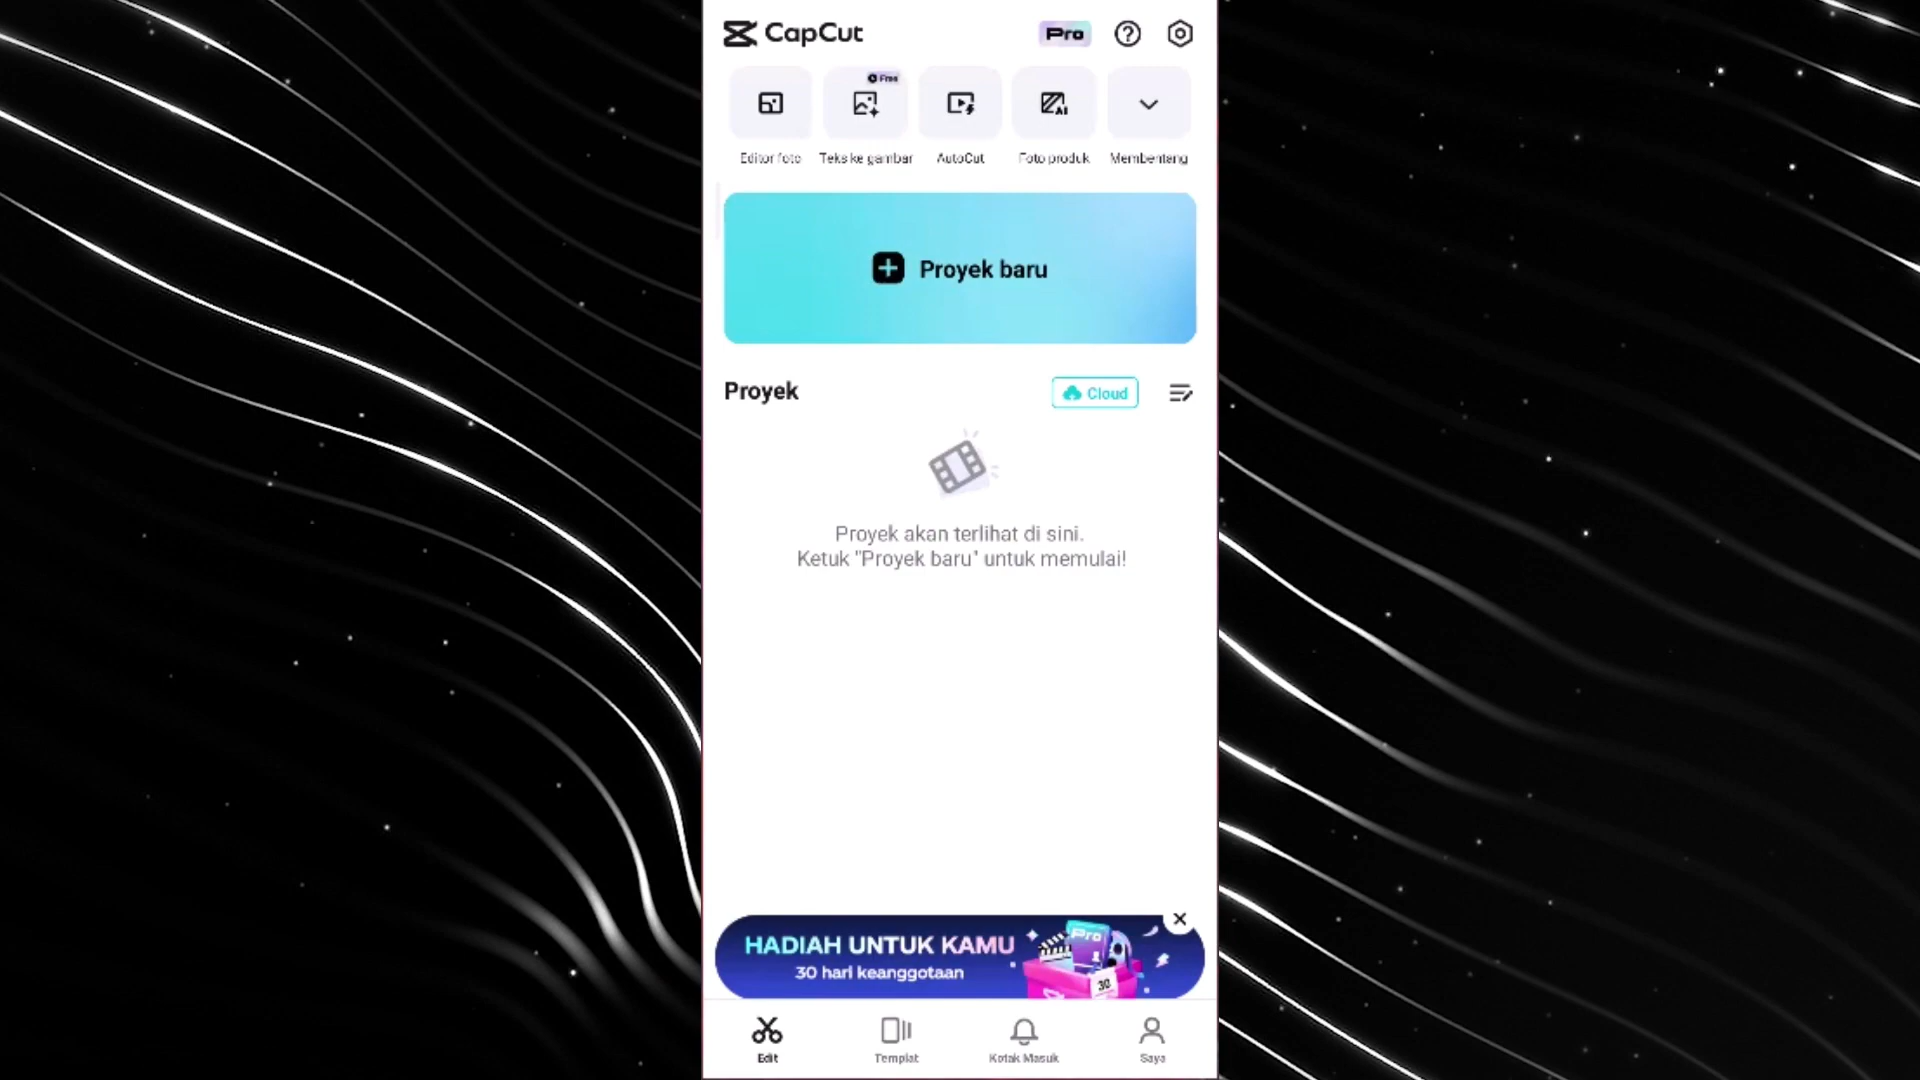 CapCut
Pro
Free
Editor foto
Teks ke gambar
AutoCut
AI
Foto produk
Membentang
Proyek baru
Proyek
Cloud
Proyek akan terlihat di sini.
Ketuk "Proyek baru" untuk memulai!
HADIAH UNTUK KAMU
30 hari keanggotaan
Pro
30
Edit
Templat
Kotak Masuk
Saya